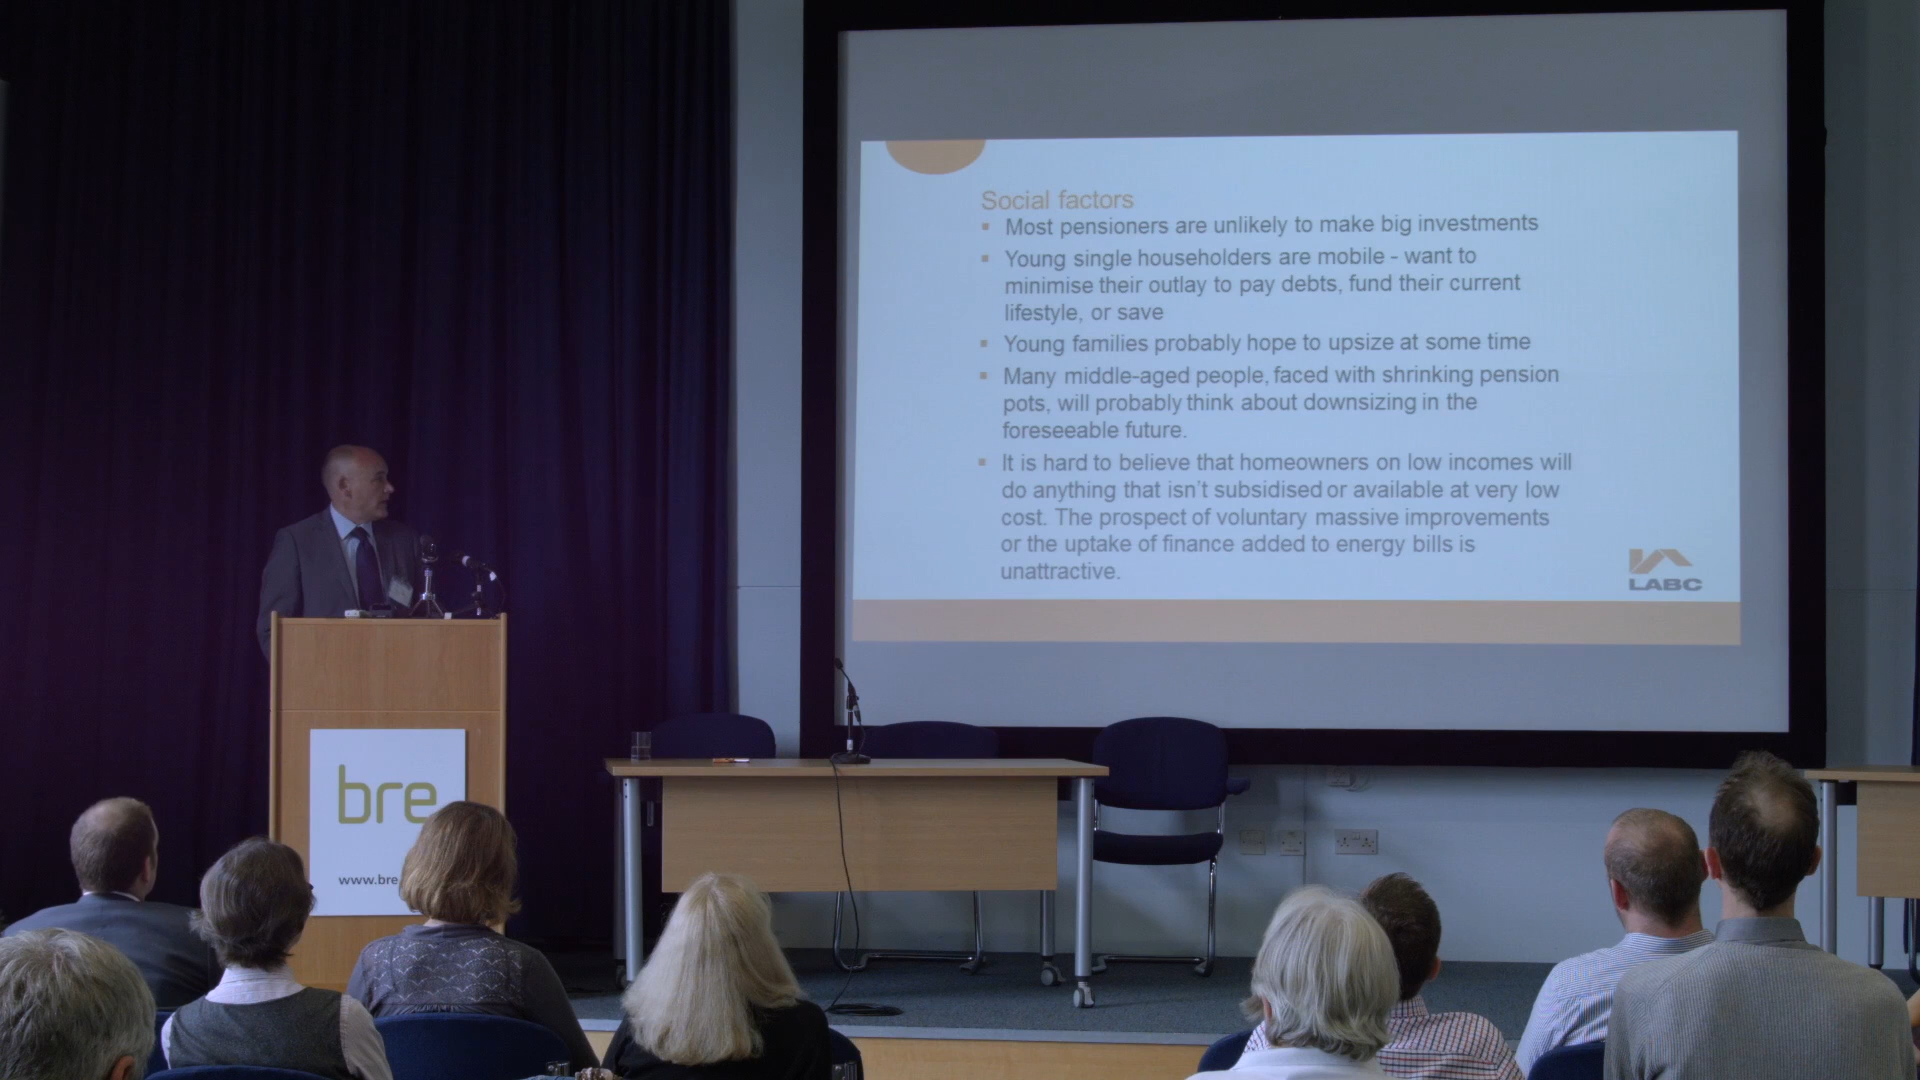 Social factors
Most pensioners are unlikely to make big investments
Young single householders are mobile - want to
minimise their outlay to pay debts, fund their current
lifestyle, or save
Young families probably hope to upsize at some time
Many middle-aged people, faced with shrinking pension
pots, will probably think about downsizing in the
foreseeable future.
It is hard to believe that homeowners on low incomes will
do anything that isn't subsidised or available at very low
cost. The prospect of voluntary massive improvements
or the uptake of finance added to energy bills is
unattractive.
LABC
bre
www.bre